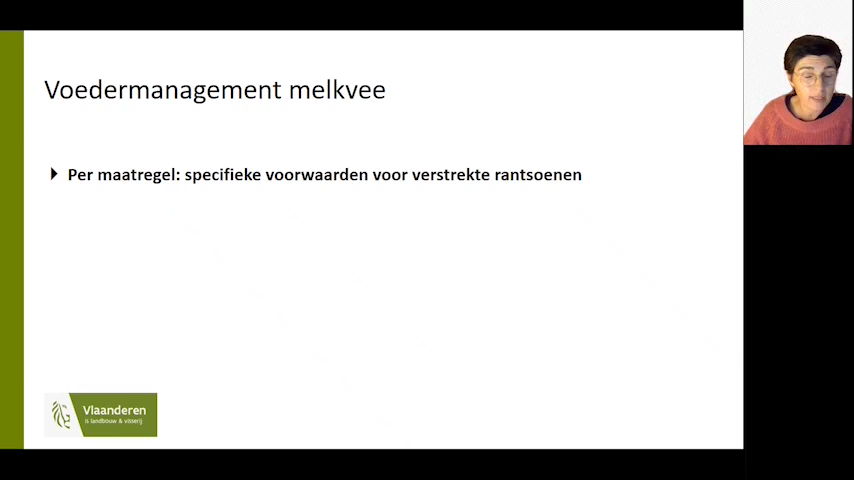 Voedermanagement melkvee
Per maatregel: specifieke voorwaarden voor verstrekte rantsoenen
Vlaanderen
is landbouw & visserij